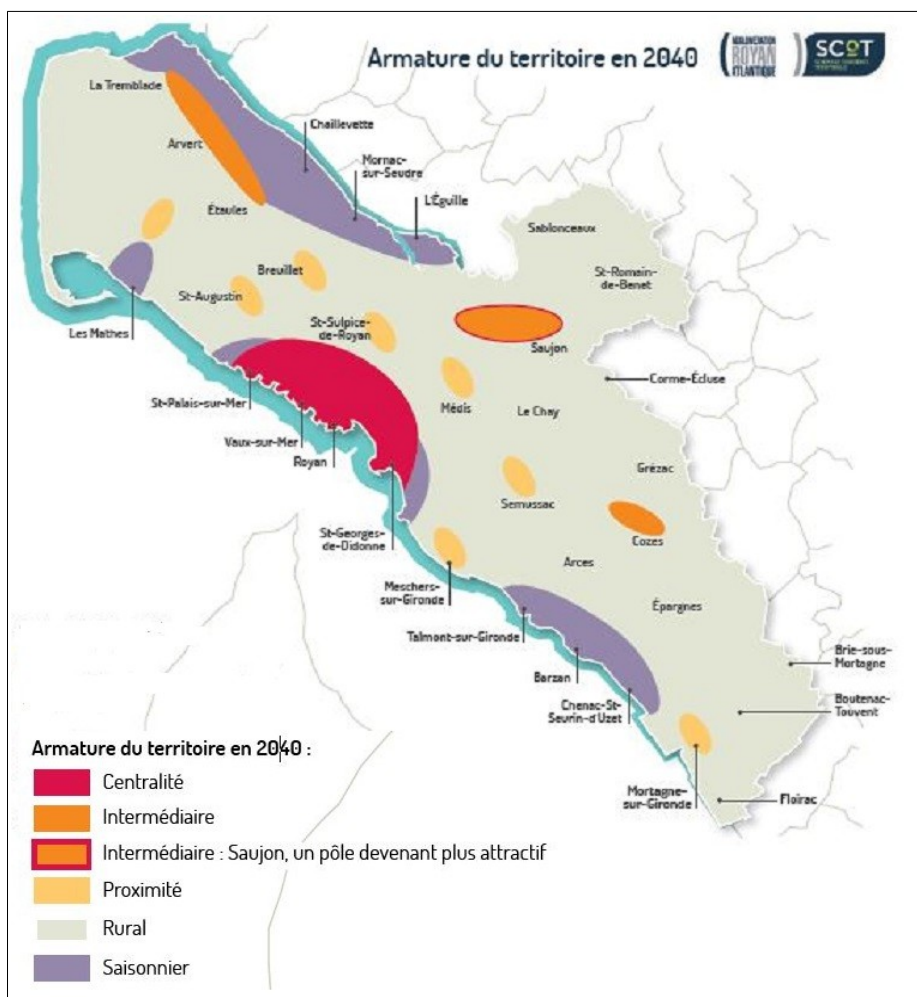 Armature du territoire en 2040
AGGLOMÉRATION
ROYAN
ATLANTIQUE
SCOT
La Tremblade
Chaillevette
Arvert
Mornac-
sur-Seudre
L'Éguille
Étaules
Sablonceaux
St-Romain-
de-Benet
Breuillet
St-Augustin
Les Mathes
St-Sulpice-
de-Royan
Saujon
Corme-Écluse
St-Palais-sur-Mer
Médis
Le Chay
Vaux-sur-Mer
Royan
Grézac
Semussac
St-Georges-
de-Didonne
Cozes
Arces
Meschers-
sur-Gironde
Épargnes
Talmont-sur-Gironde
Brie-sous-
Mortagne
Barzan
Boutenac-
Touvent
Chenac-St-
Seurin-d'Uzet
Mortagne-
sur-Gironde
Floirac
Armature du territoire en 2040 :
Centralité
Intermédiaire
Intermédiaire : Saujon, un pôle devenant plus attractif
Proximité
Rural
Saisonnier